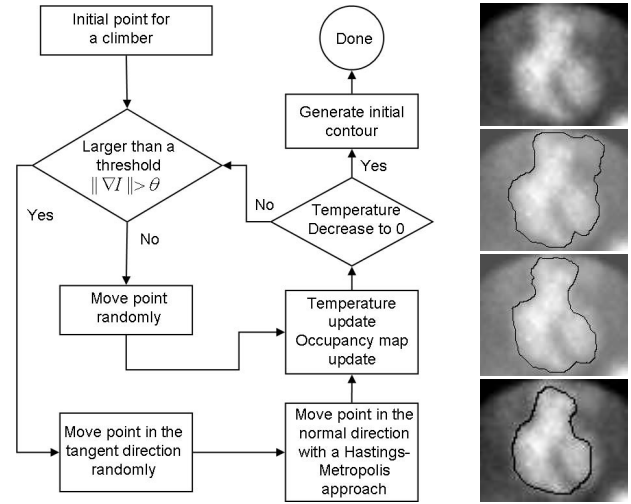 Initial point for
a climber
Done
Generate initial
contour
Larger than a
threshold
‖ ∇I ‖> θ
Yes
No
Yes
No
Temperature
Decrease to 0
Move point
randomly
Temperature
update
Occupancy map
update
Move point in the
tangent direction
randomly
Move point in the
normal direction
with a Hastings-
Metropolis
approach